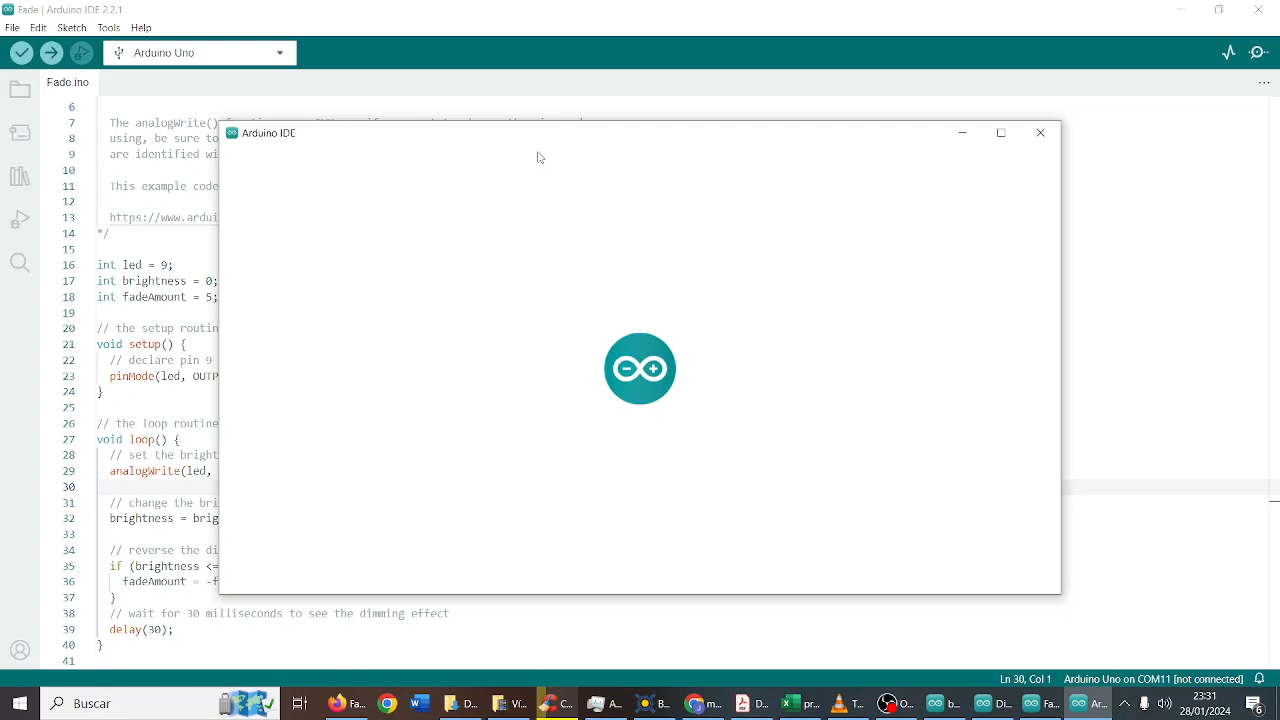 Fade | Arduino IDE 2.2.1
File Edit Sketch Tools Help
Arduino Uno
Fade.ino
6
7 The analogWrite()
8 using, be sure to
9 are identified wi
10
11 This example code
12
13 https://www.ardui
14 */
15
16 int led = 9;
17 int brightness = 0;
18 int fadeAmount = 5;
19
20 // the setup routin
21 void setup() {
22 // declare pin 9
23 pinMode(led, OUTP
24 }
25
26 // the loop routine
27 void loop() {
28 // set the bright
29 analogWrite(led,
30
31 // change the bri
32 brightness = brig
33
34 // reverse the di
35 if (brightness <=
36 fadeAmount = -f
37 }
38 // wait for 30 milliseconds to see the dimming effect
39 delay(30);
40 }
41
Arduino IDE
Ln 30, Col 1 Arduino Uno on COM11 [not connected]
Buscar
Fa... D... Vi... C... A... B... m... D... pr... T... O... b... Di... Fa... Ar...
23:31
28/01/2024
6